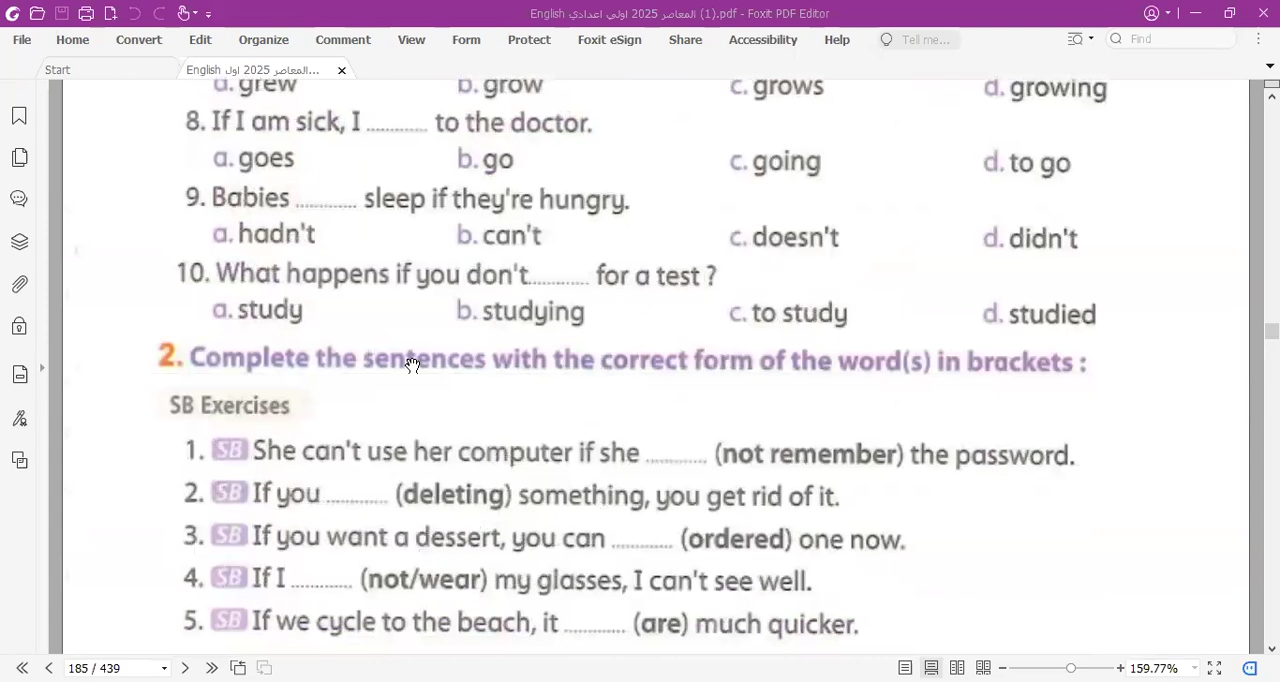 English المعاصر 2025 اولي اعدادي (1).pdf - Foxit PDF Editor
File Home Convert Edit Organize Comment View Form Protect Foxit eSign Share Accessibility Help Tell me... Find
Start English المعاصر 2025 اول...
a. grew b. grow c. grows d. growing
8. If I am sick, I ............ to the doctor.
a. goes b. go c. going d. to go
9. Babies ............ sleep if they're hungry.
a. hadn't b. can't c. doesn't d. didn't
10. What happens if you don't ............ for a test ?
a. study b. studying c. to study d. studied
2. Complete the sentences with the correct form of the word(s) in brackets :
SB Exercises
1. SB She can't use her computer if she ............ (not remember) the password.
2. SB If you ............ (deleting) something, you get rid of it.
3. SB If you want a dessert, you can ............ (ordered) one now.
4. SB If I ............ (not/wear) my glasses, I can't see well.
5. SB If we cycle to the beach, it ............ (are) much quicker.
185 / 439 159.77%